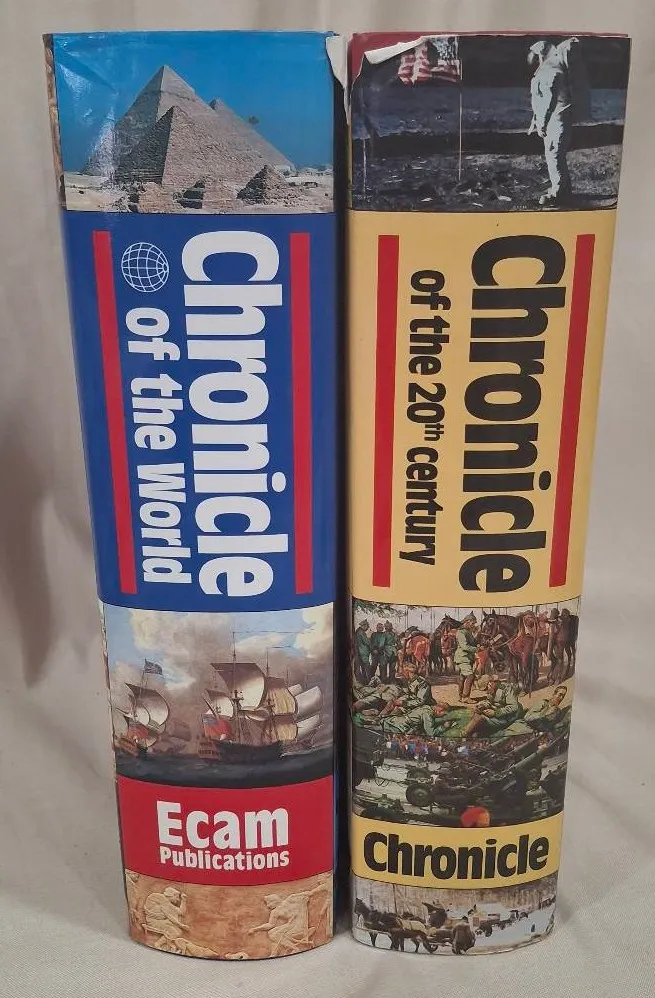 Chronicle
of the World
Ecam
Publications
Chronicle
of the 20th century
Chronicle